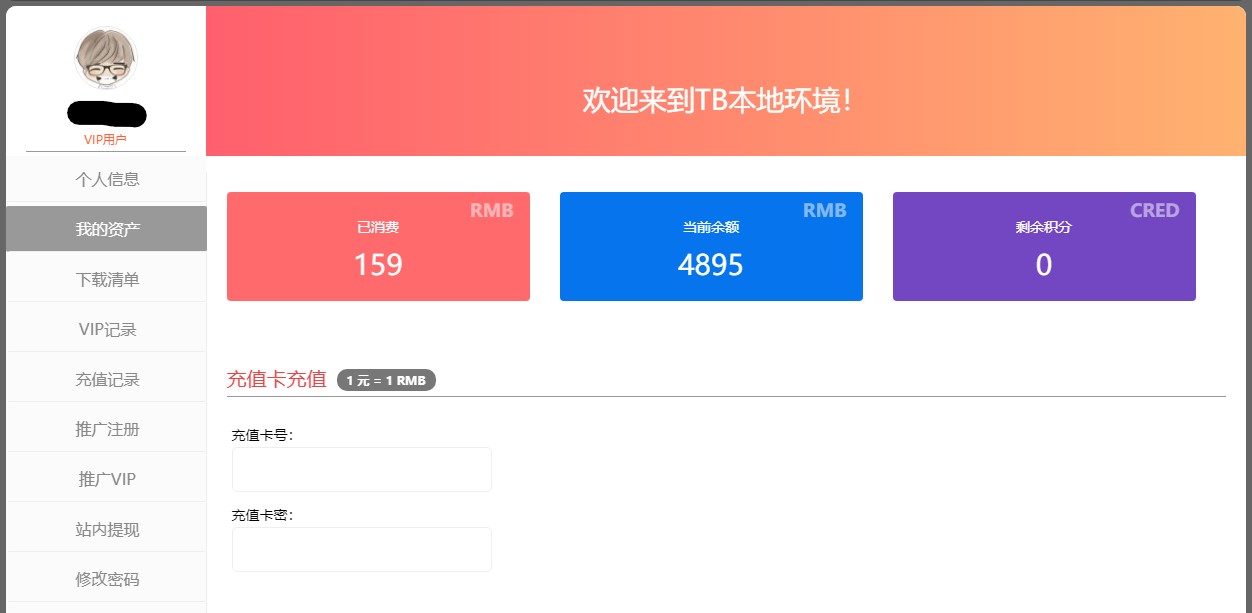 VIP用户
个人信息
我的资产
下载清单
VIP记录
充值记录
推广注册
推广VIP
站内提现
修改密码
欢迎来到TB本地环境！
RMB
已消费
159
RMB
当前余额
4895
CRED
剩余积分
0
充值卡充值 1 元 = 1 RMB
充值卡号：
充值卡密：